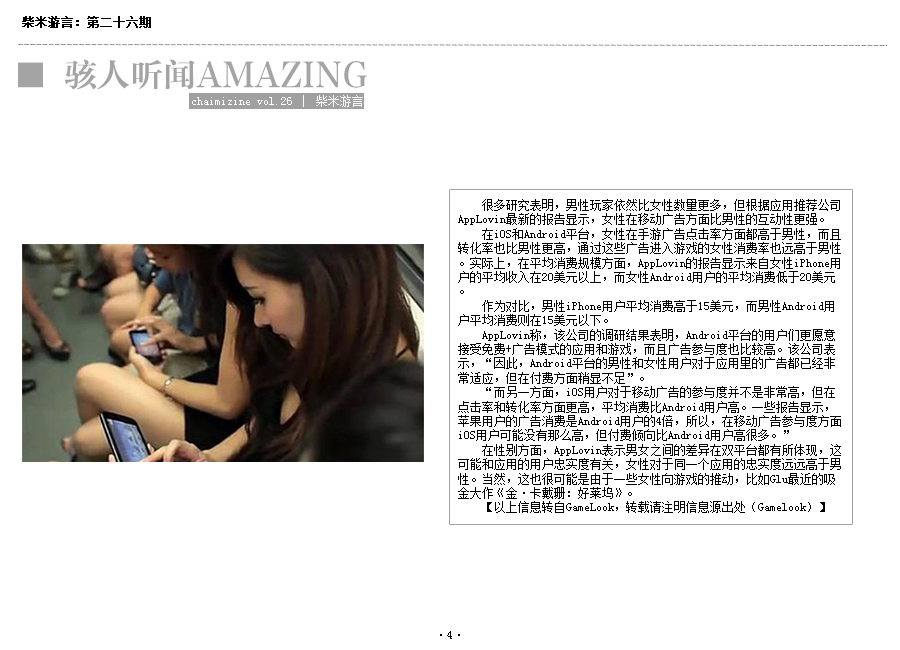 柴米游言：第二十六期
骇人听闻AMAZING
chaimizine vol.26 | 柴米游言
很多研究表明，男性玩家依然比女性数量更多，但根据应用推荐公司
AppLovin最新的报告显示，女性在移动广告方面比男性的互动性更强。
在iOS和Android平台，女性在手游广告点击率方面都高于男性，而且
转化率也比男性更高，通过这些广告进入游戏的女性消费率也远高于男性
。实际上，在平均消费规模方面，AppLovin的报告显示来自女性iPhone用
户的平均收入在20美元以上，而女性Android用户的平均消费低于20美元
。
作为对比，男性iPhone用户平均消费高于15美元，而男性Android用
户平均消费则在15美元以下。
AppLovin称，该公司的调研结果表明，Android平台的用户们更愿意
接受免费+广告模式的应用和游戏，而且广告参与度也比较高。该公司表
示，“因此，Android平台的男性和女性用户对于应用里的广告都已经非
常适应，但在付费方面稍显不足”。
“而另一方面，iOS用户对于移动广告的参与度并不是非常高，但在
点击率和转化率方面更高，平均消费比Android用户高。一些报告显示，
苹果用户的广告消费是Android用户的4倍，所以，在移动广告参与度方面
iOS用户可能没有那么高，但付费倾向比Android用户高很多。”
在性别方面，AppLovin表示男女之间的差异在双平台都有所体现，这
可能和应用的用户忠实度有关，女性对于同一个应用的忠实度远远高于男
性。当然，这也很可能是由于一些女性向游戏的推动，比如Glu最近的吸
金大作《金·卡戴珊：好莱坞》。
【以上信息转自GameLook，转载请注明信息源出处（Gamelook）】
·4·